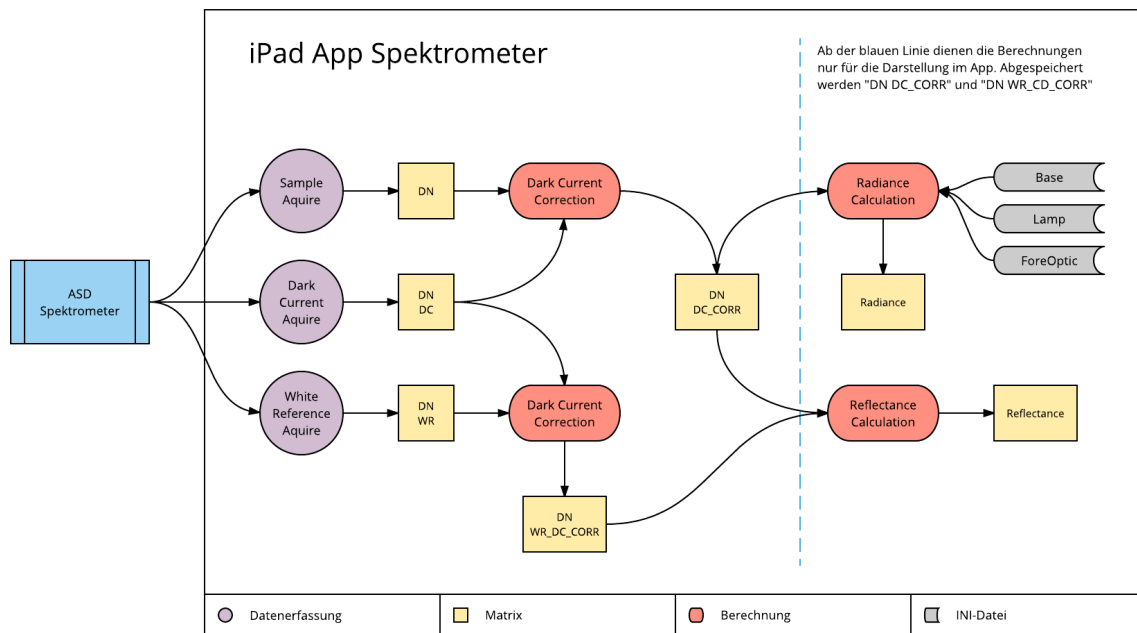 iPad App Spektrometer
Ab der blauen Linie dienen die Berechnungen
nur für die Darstellung im App. Abgespeichert
werden "DN DC_CORR" und "DN WR_CD_CORR"
ASD
Spektrometer
Sample
Aquire
DN
Dark Current
Correction
Radiance
Calculation
Base
Lamp
ForeOptic
Dark
Current
Aquire
DN
DC
DN
DC_CORR
Radiance
White
Reference
Aquire
DN
WR
Dark Current
Correction
Reflectance
Calculation
Reflectance
DN
WR_DC_CORR
Datenerfassung
Matrix
Berechnung
INI-Datei